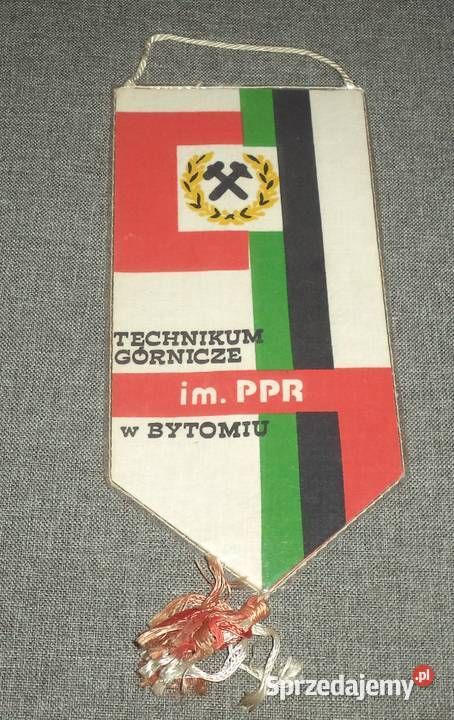 TECHNIKUM
GÓRNICZE
im. PPR
w BYTOMIU
Sprzedajemy.pl